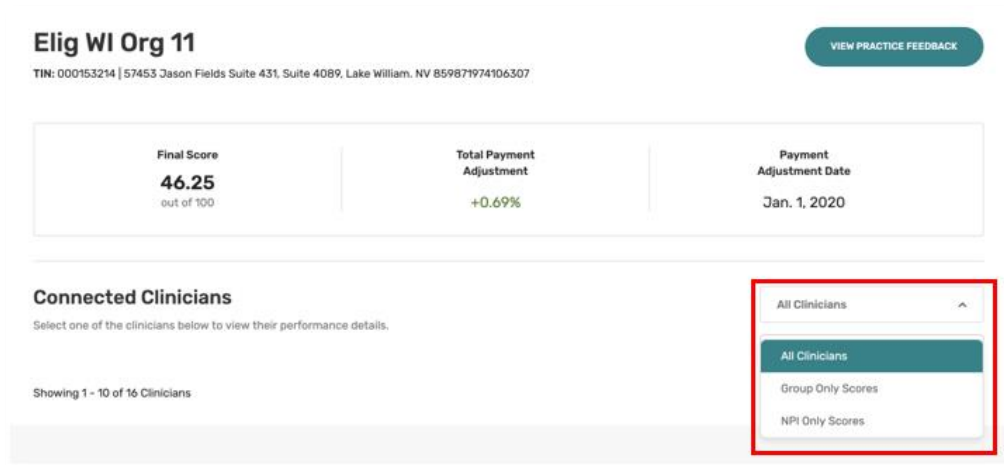 Elig WI Org 11
VIEW PRACTICE FEEDBACK
TIN: 000153214 | 57453 Jason Fields Suite 431, Suite 4089, Lake William. NV 859871974106307
Final Score
46.25
out of 100
Total Payment
Adjustment
+0.69%
Payment
Adjustment Date
Jan. 1, 2020
Connected Clinicians
Select one of the clinicians below to view their performance details.
All Clinicians
All Clinicians
Group Only Scores
NPI Only Scores
Showing 1 - 10 of 16 Clinicians